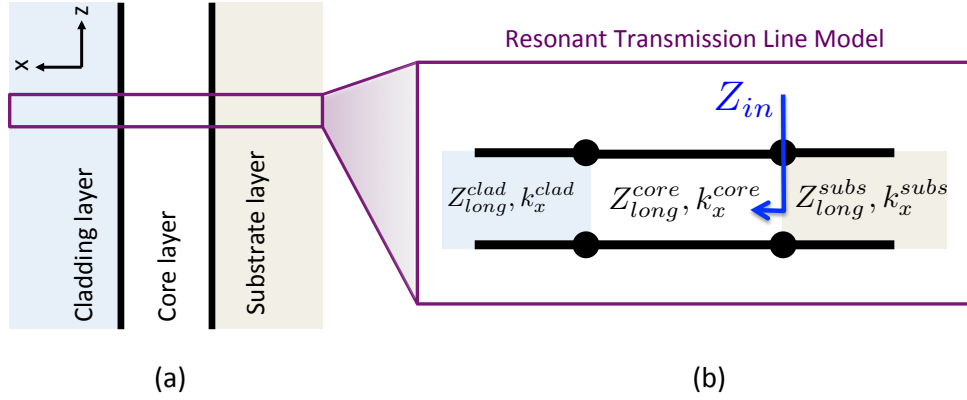 Resonant Transmission Line Model
z
x
Cladding layer
Core layer
Substrate layer
Z_{in}
Z_{long}^{clad}, k_x^{clad}
Z_{long}^{core}, k_x^{core}
Z_{long}^{subs}, k_x^{subs}
(a)
(b)